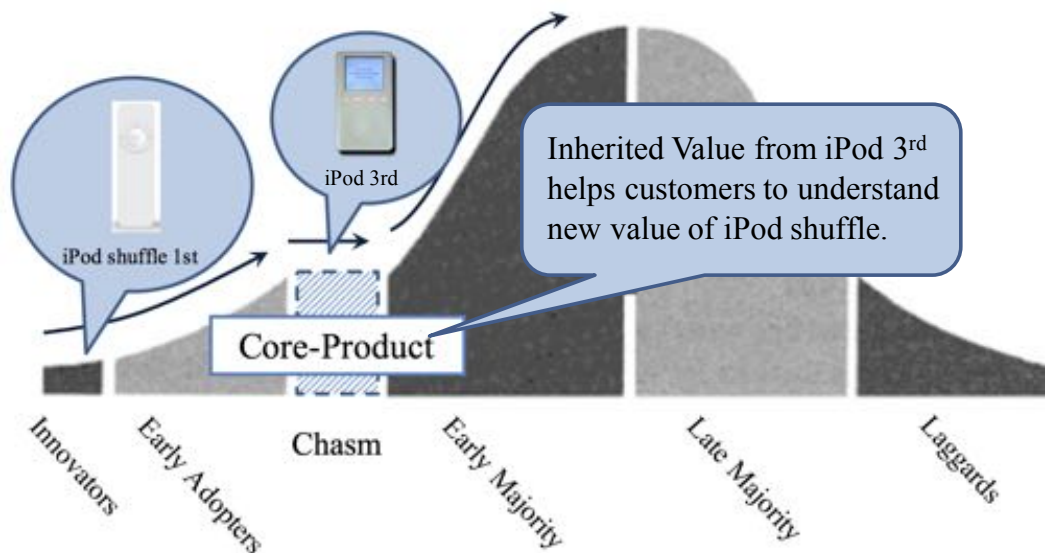 iPod shuffle 1st
iPod 3rd
Inherited Value from iPod 3rd
helps customers to understand
new value of iPod shuffle.
Core-Product
Innovators
Early Adopters
Chasm
Early Majority
Late Majority
Laggards